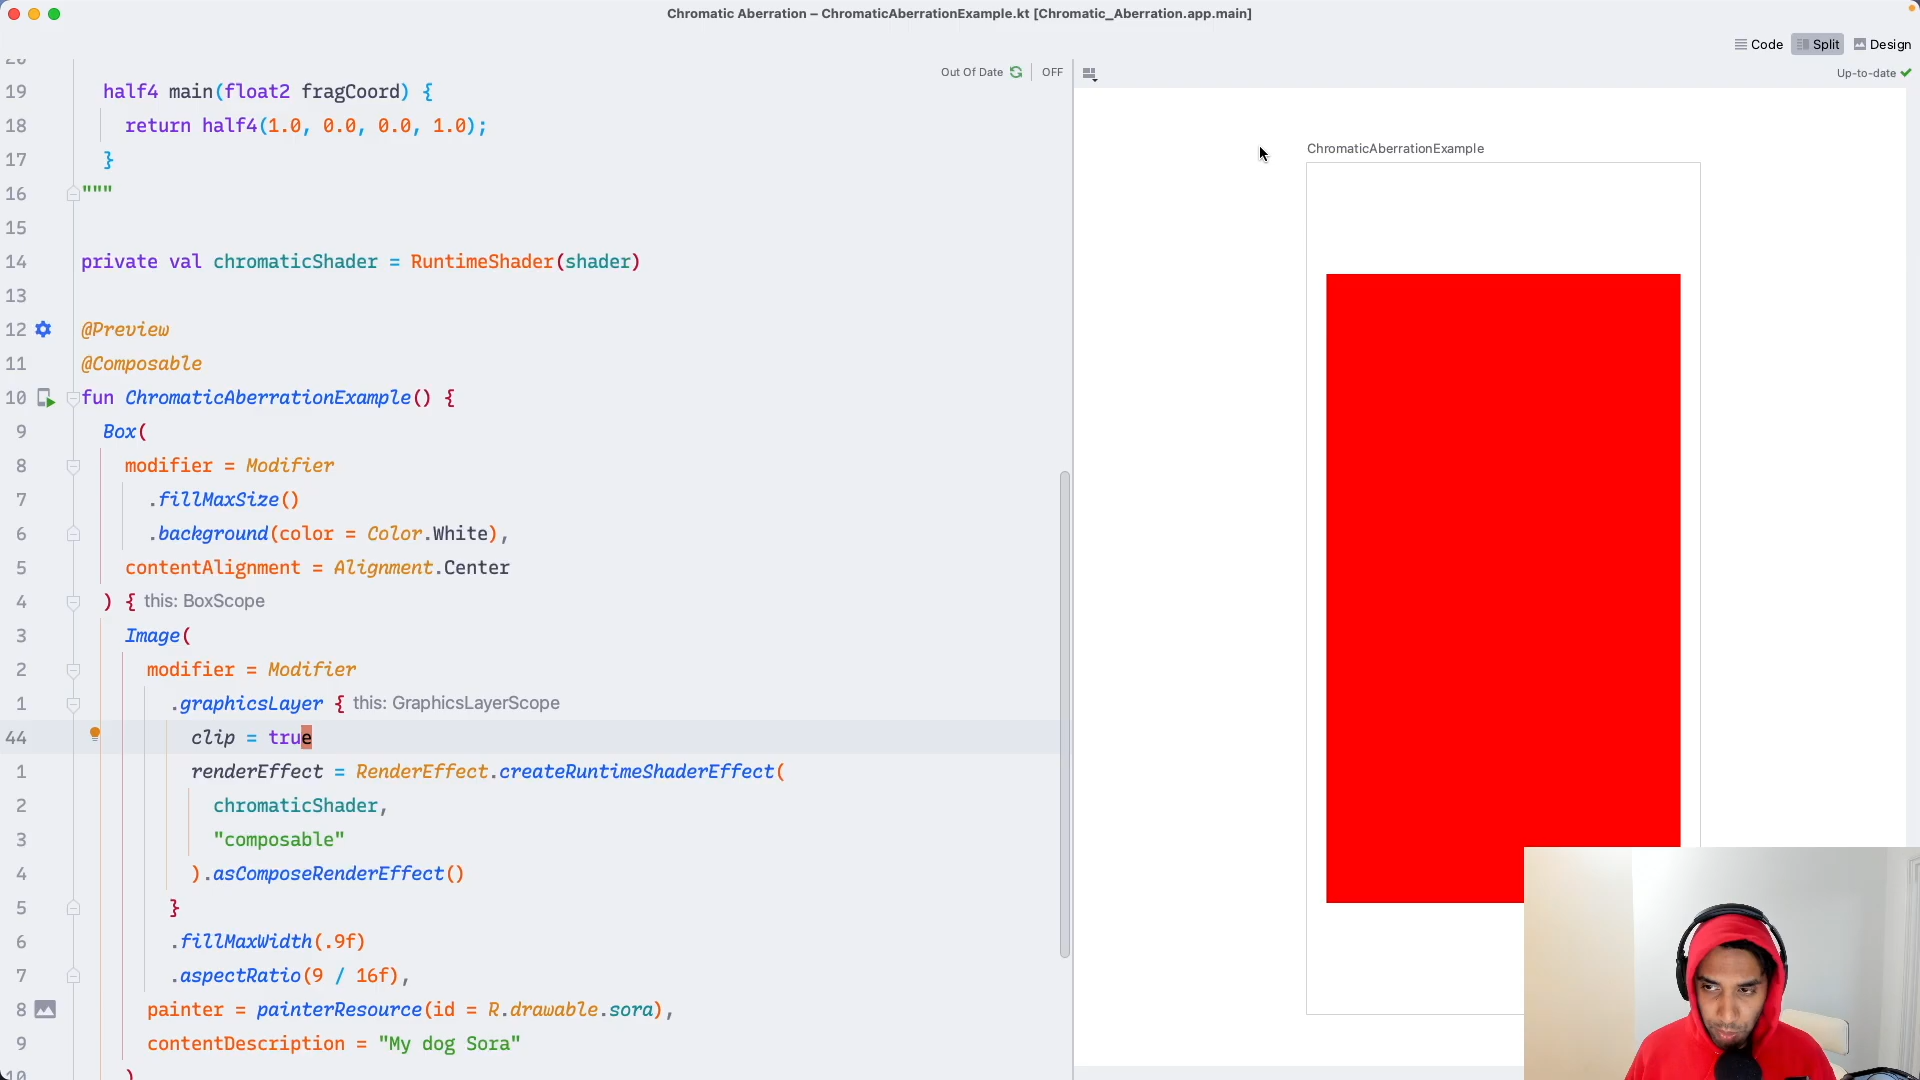 Chromatic Aberration – ChromaticAberrationExample.kt [Chromatic_Aberration.app.main]
Code Split Design
Out Of Date OFF
Up-to-date
19 half4 main(float2 fragCoord) {
18 return half4(1.0, 0.0, 0.0, 1.0);
17 }
16 """
15
14 private val chromaticShader = RuntimeShader(shader)
13
12 @Preview
11 @Composable
10 fun ChromaticAberrationExample() {
9 Box(
8 modifier = Modifier
7 .fillMaxSize()
6 .background(color = Color.White),
5 contentAlignment = Alignment.Center
4 ) { this: BoxScope
3 Image(
2 modifier = Modifier
1 .graphicsLayer { this: GraphicsLayerScope
44 clip = true
1 renderEffect = RenderEffect.createRuntimeShaderEffect(
2 chromaticShader,
3 "composable"
4 ).asComposeRenderEffect()
5 }
6 .fillMaxWidth(.9f)
7 .aspectRatio(9 / 16f),
8 painter = painterResource(id = R.drawable.sora),
9 contentDescription = "My dog Sora"
10 )
ChromaticAberrationExample